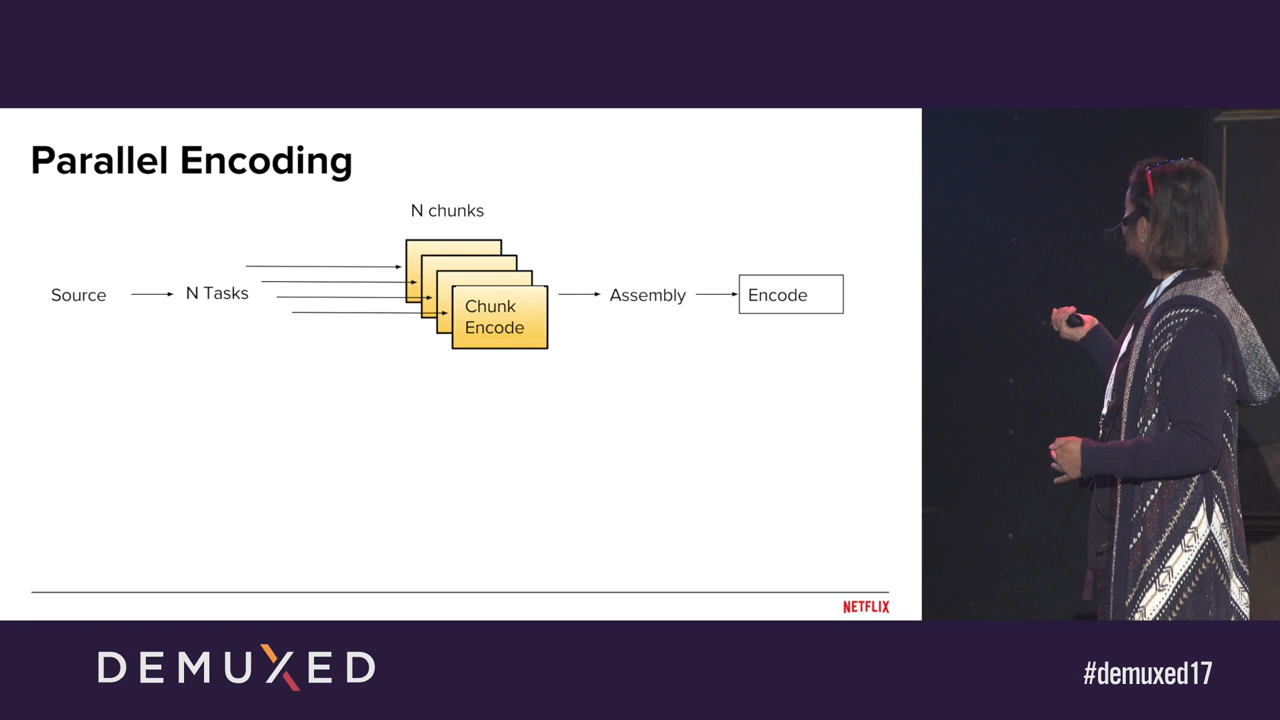 Parallel Encoding
N chunks
Source
N Tasks
Chunk
Encode
Assembly
Encode
NETFLIX
DEMUXED
#demuxed17